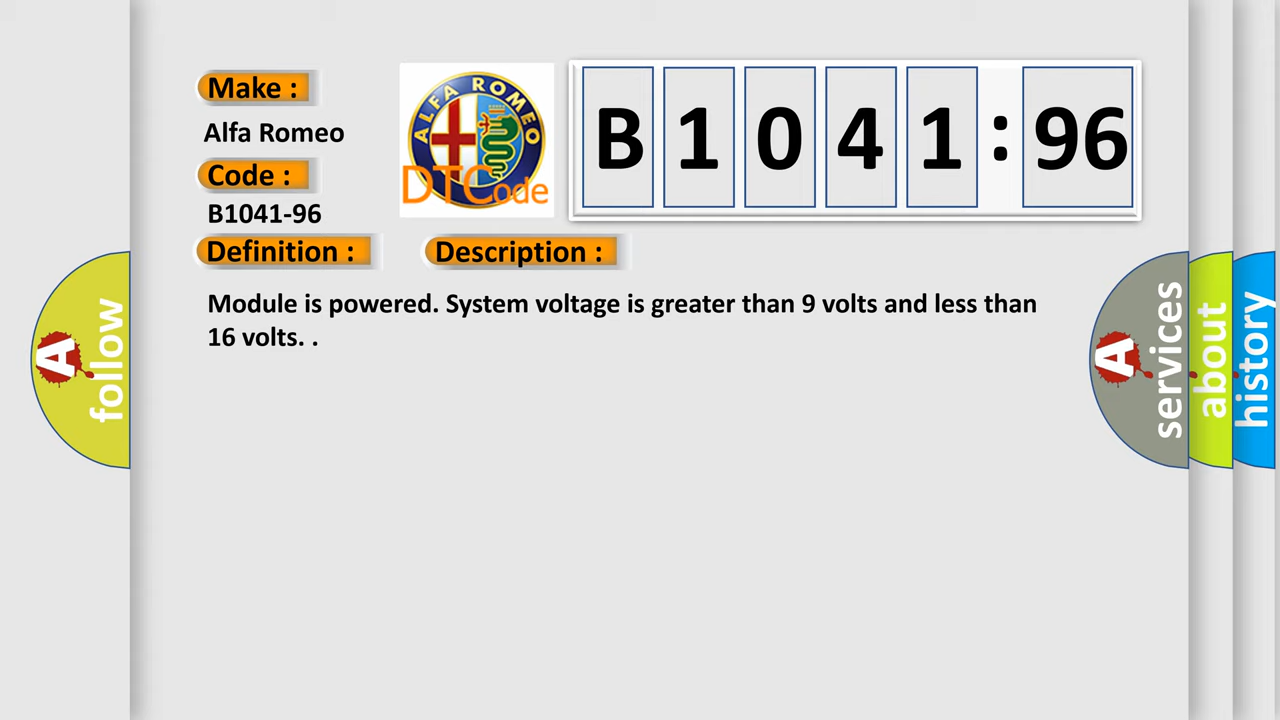 Make :
Alfa Romeo
Code :
B1041-96
Definition :
Description :
Module is powered. System voltage is greater than 9 volts and less than
16 volts. .
ALFA ROMEO
DTCode
B 1 0 4 1 : 96
A follow
A services
about
history